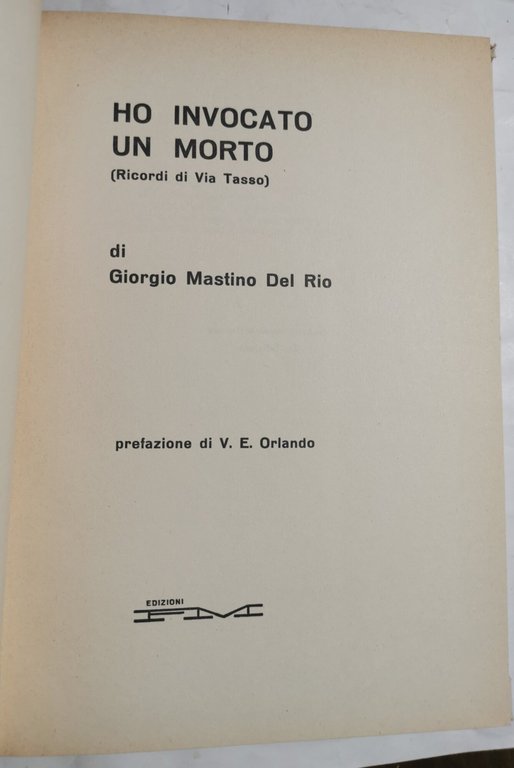 HO INVOCATO
UN MORTO
(Ricordi di Via Tasso)
di
Giorgio Mastino Del Rio
prefazione di V. E. Orlando
EDIZIONI